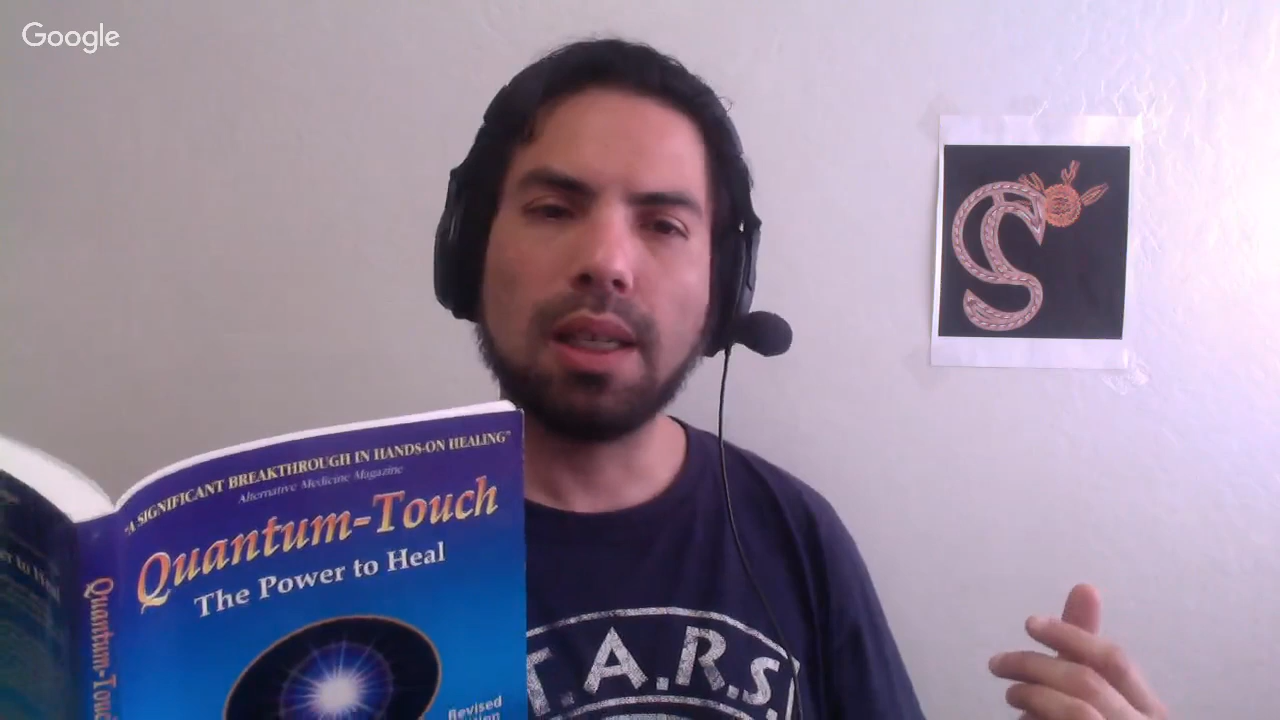 Google
"A SIGNIFICANT BREAKTHROUGH IN HANDS-ON HEALING"
Alternative Medicine Magazine
Quantum-Touch
The Power to Heal
Revised
Quantum-Touch
T.A.R.S
S